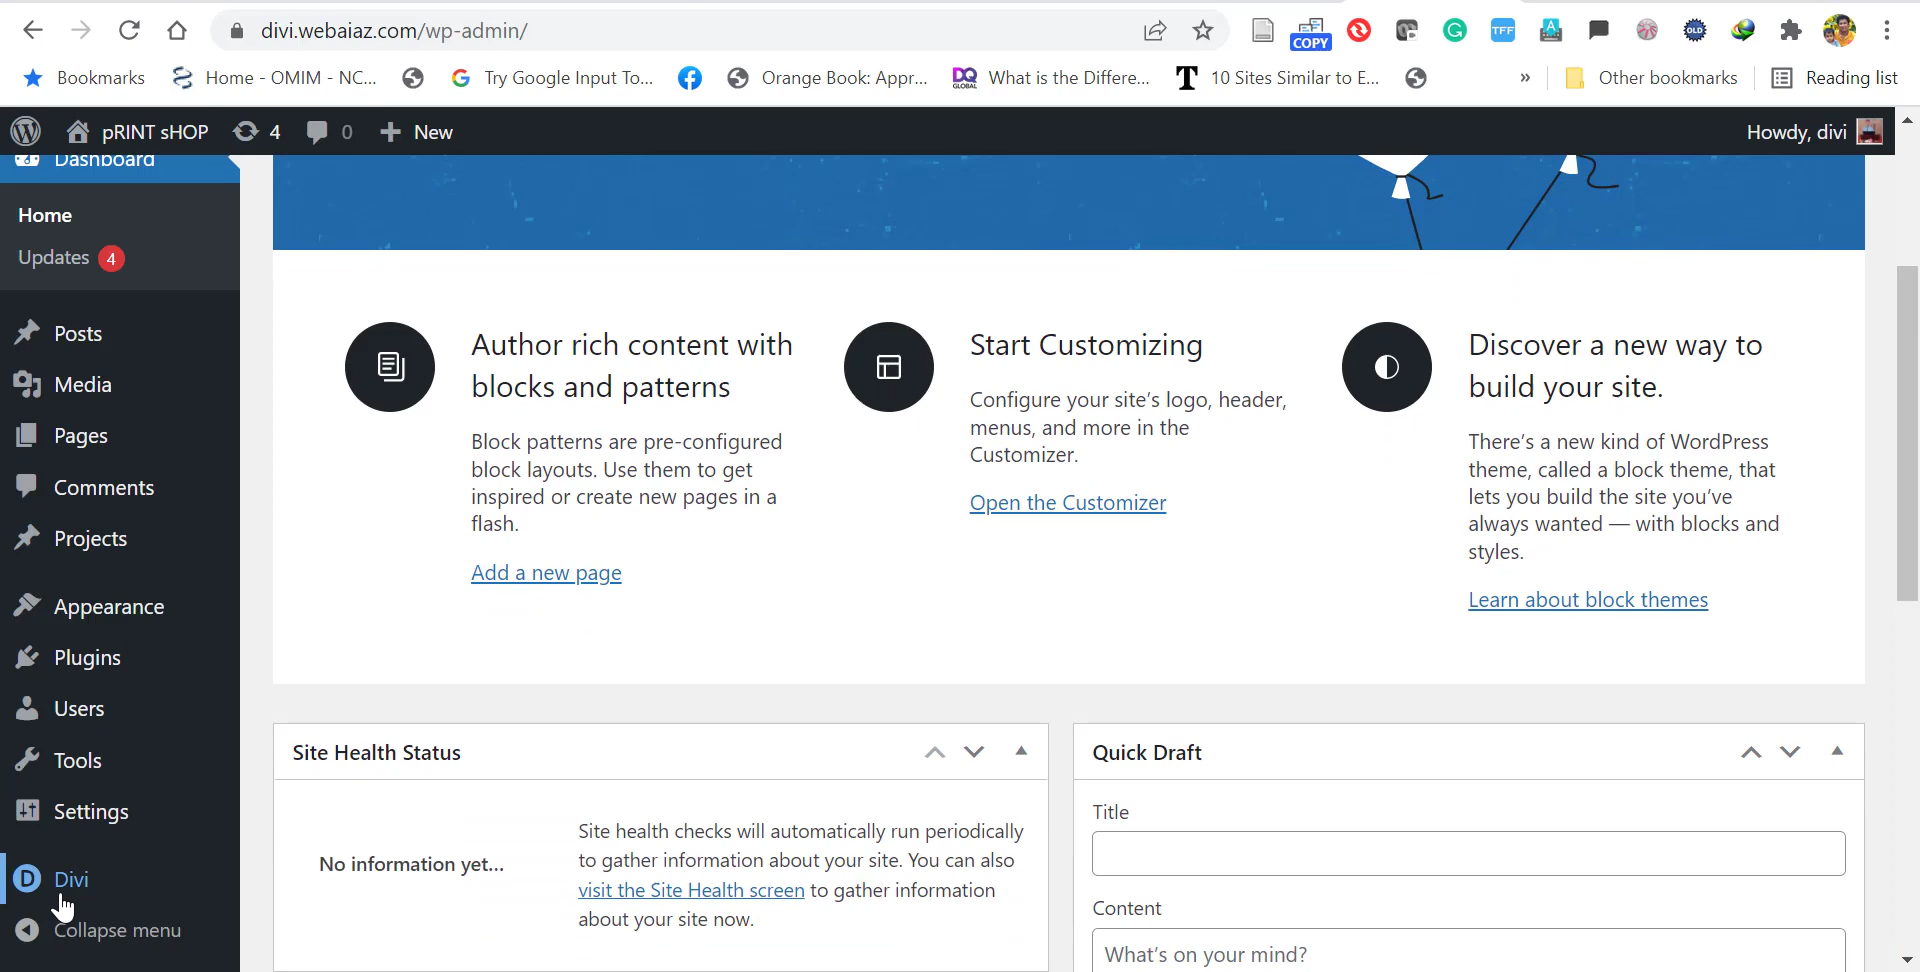 divi.webaiaz.com/wp-admin/
COPY
TFF
A
OLD
Bookmarks
Home - OMIM - NC...
Try Google Input To...
Orange Book: Appr...
DQ GLOBAL
What is the Differe...
10 Sites Similar to E...
»
Other bookmarks
Reading list
pRINT sHOP
4
0
New
Howdy, divi
Dashboard
Home
Updates 4
Posts
Media
Pages
Comments
Projects
Appearance
Plugins
Users
Tools
Settings
Divi
Collapse menu
Author rich content with
blocks and patterns
Block patterns are pre-configured
block layouts. Use them to get
inspired or create new pages in a
flash.
Add a new page
Start Customizing
Configure your site’s logo, header,
menus, and more in the
Customizer.
Open the Customizer
Discover a new way to
build your site.
There’s a new kind of WordPress
theme, called a block theme, that
lets you build the site you’ve
always wanted — with blocks and
styles.
Learn about block themes
Site Health Status
No information yet...
Site health checks will automatically run periodically
to gather information about your site. You can also
visit the Site Health screen to gather information
about your site now.
Quick Draft
Title
Content
What’s on your mind?